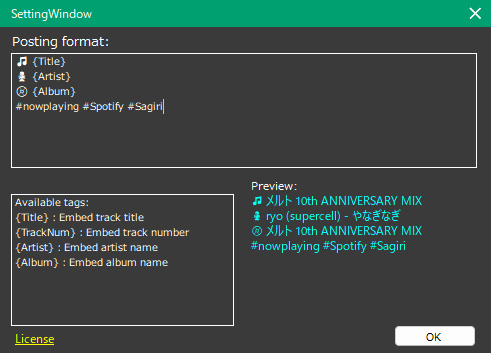 SettingWindow
Posting format:
🎵 {Title}
🎤 {Artist}
®️ {Album}
#nowplaying #Spotify #Sagiri
Available tags:
{Title} : Embed track title
{TrackNum} : Embed track number
{Artist} : Embed artist name
{Album} : Embed album name
Preview:
🎵 メルト 10th ANNIVERSARY MIX
🎤 ryo (supercell) - やなぎなぎ
®️ メルト 10th ANNIVERSARY MIX
#nowplaying #Spotify #Sagiri
License
OK